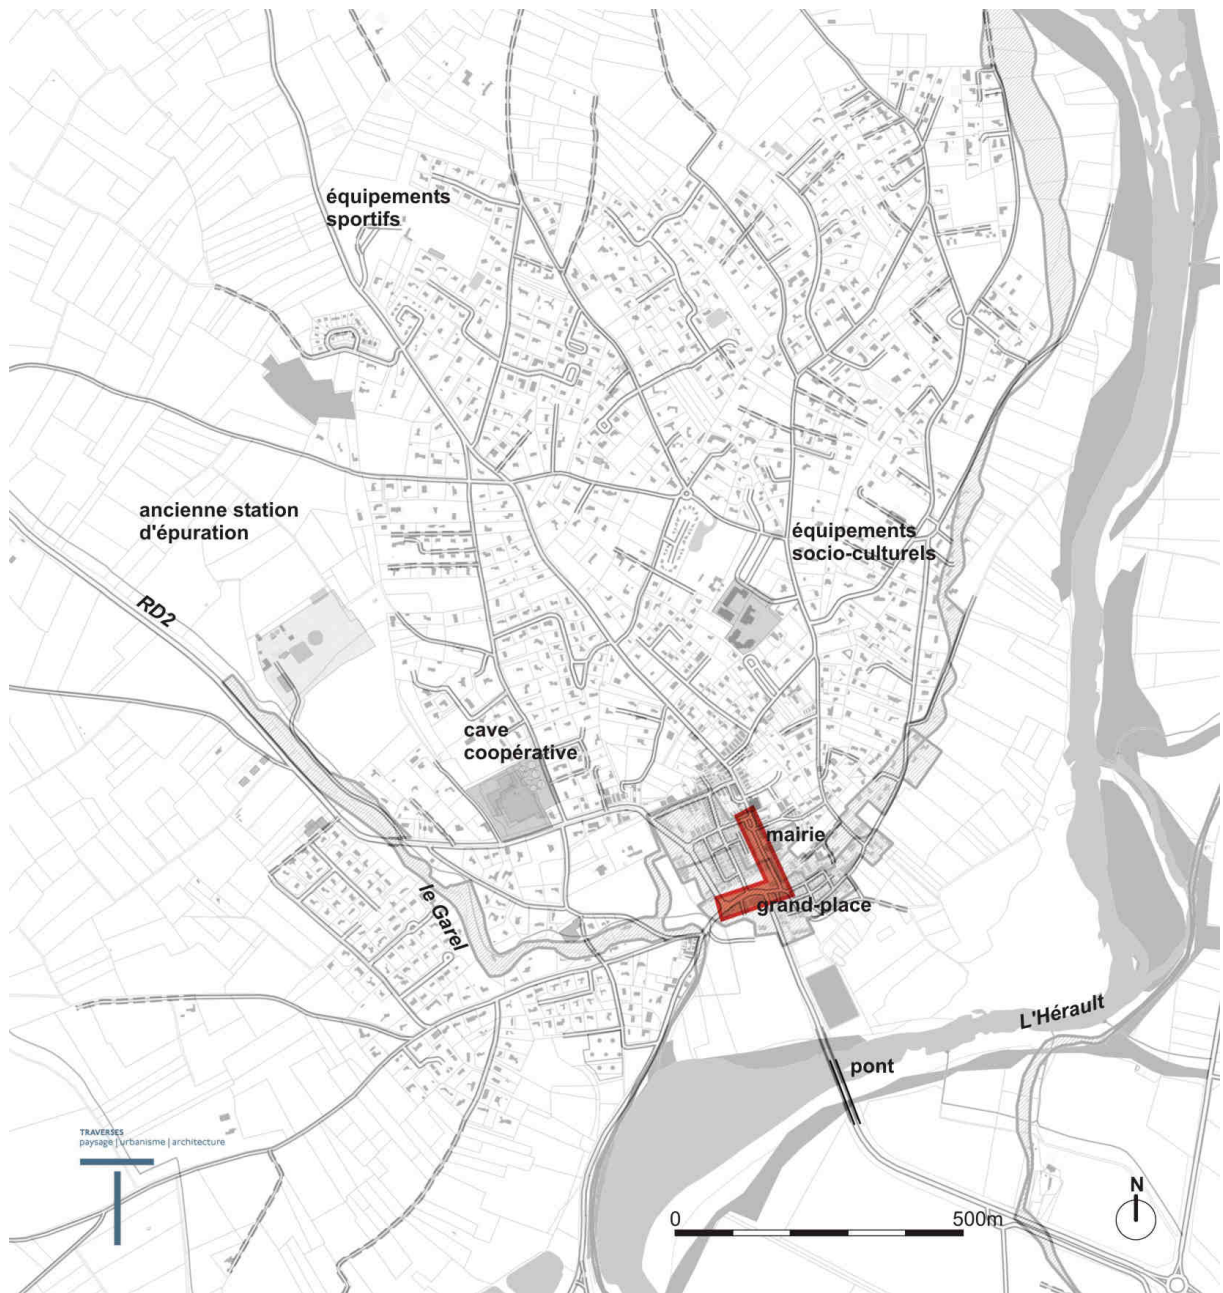 équipements
sportifs
ancienne station
d'épuration
équipements
socio-culturels
RD2
cave
coopérative
mairie
le Garel
grand-place
L'Hérault
pont
TRAVERSES
paysage | urbanisme | architecture
N
0 500m